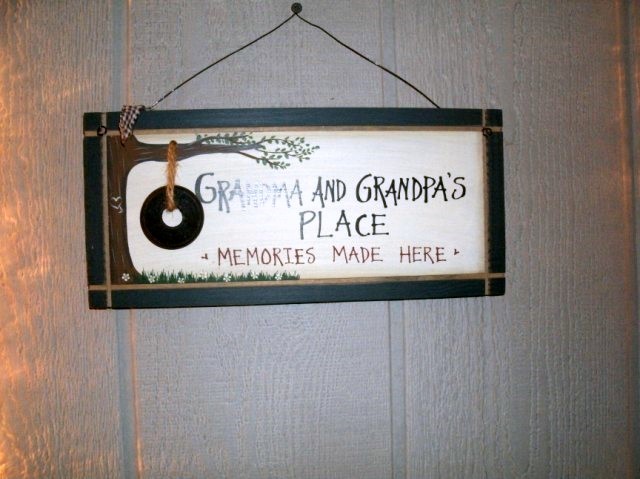 GRANDMA AND GRANDPA'S
PLACE
MEMORIES MADE HERE